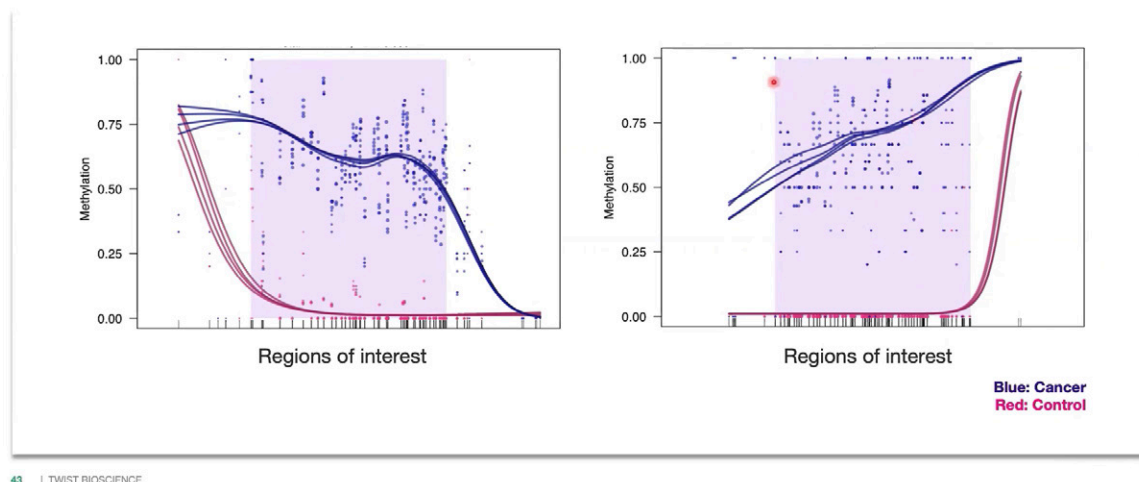 1.00
0.75
0.50
0.25
0.00
Methylation
Regions of interest
1.00
0.75
0.50
0.25
0.00
Methylation
Regions of interest
Blue: Cancer
Red: Control
43 | TWIST BIOSCIENCE